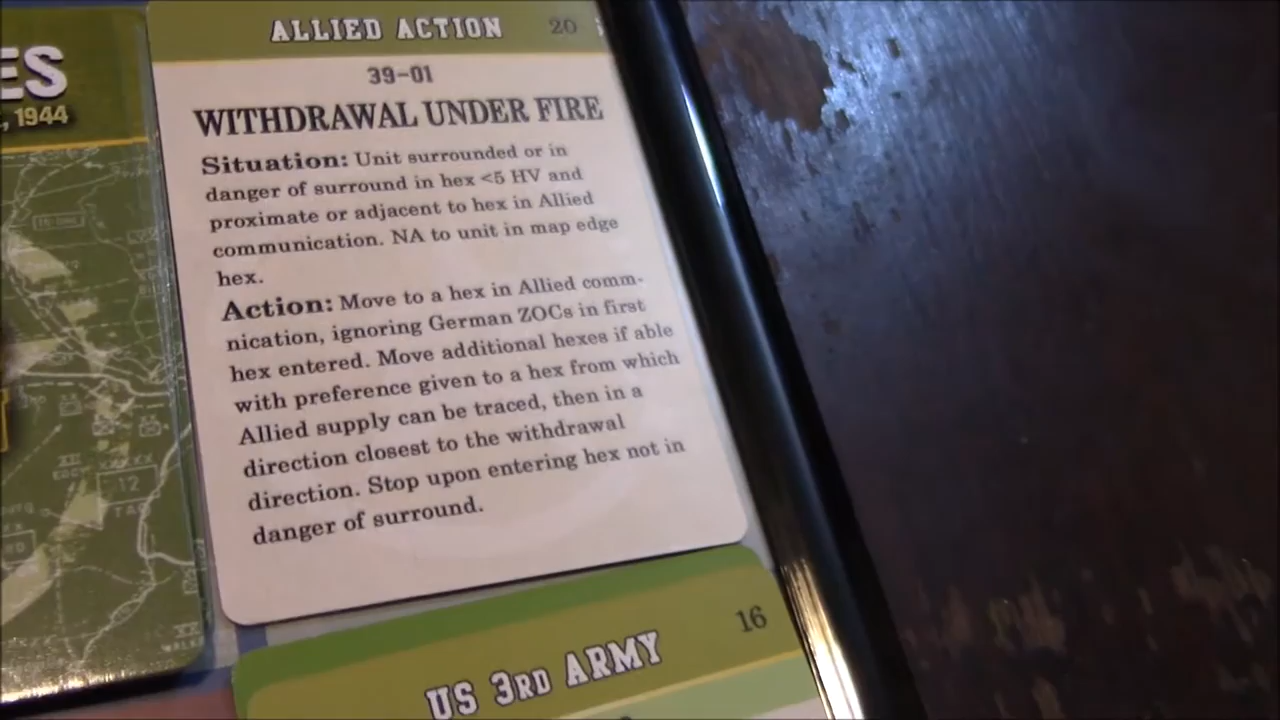 ES
, 1944
ALLIED ACTION 20
39-01
WITHDRAWAL UNDER FIRE
Situation: Unit surrounded or in
danger of surround in hex <5 HV and
proximate or adjacent to hex in Allied
communication. NA to unit in map edge
hex.
Action: Move to a hex in Allied comm-
nication, ignoring German ZOCs in first
hex entered. Move additional hexes if able
with preference given to a hex from which
Allied supply can be traced, then in a
direction closest to the withdrawal
direction. Stop upon entering hex not in
danger of surround.
12
US 3RD ARMY 16